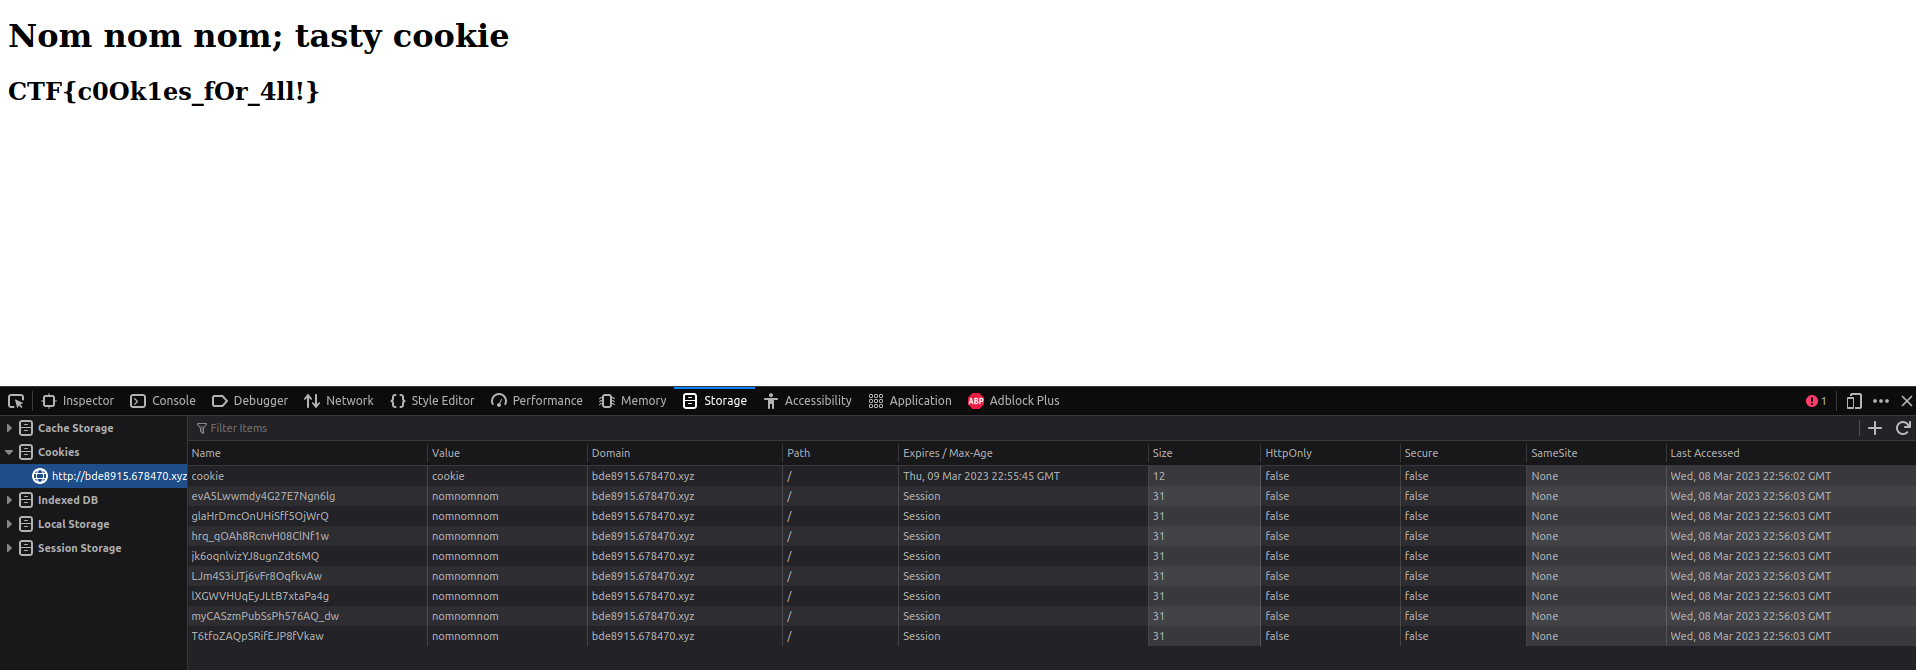 Nom nom nom; tasty cookie
CTF{c0Ok1es_fOr_4ll!}
Inspector Console Debugger Network Style Editor Performance Memory Storage Accessibility Application ABP Adblock Plus 1
Cache Storage
Cookies
http://bde8915.678470.xyz
Indexed DB
Local Storage
Session Storage
Filter Items
Name Value Domain Path Expires / Max-Age Size HttpOnly Secure SameSite Last Accessed
cookie cookie bde8915.678470.xyz / Thu, 09 Mar 2023 22:55:45 GMT 12 false false None Wed, 08 Mar 2023 22:56:02 GMT
evA5Lwwmdy4G27E7Ngn6lg nomnomnom bde8915.678470.xyz / Session 31 false false None Wed, 08 Mar 2023 22:56:03 GMT
glaHrDmcOnUHiSff5OjWrQ nomnomnom bde8915.678470.xyz / Session 31 false false None Wed, 08 Mar 2023 22:56:03 GMT
hrq_qOAh8RcnvH08ClNf1w nomnomnom bde8915.678470.xyz / Session 31 false false None Wed, 08 Mar 2023 22:56:03 GMT
jk6oqnlvizYJ8ugnZdt6MQ nomnomnom bde8915.678470.xyz / Session 31 false false None Wed, 08 Mar 2023 22:56:03 GMT
LJm4S3iJTj6vFr8OqfkvAw nomnomnom bde8915.678470.xyz / Session 31 false false None Wed, 08 Mar 2023 22:56:03 GMT
lXGWVHUqEyJLtB7xtaPa4g nomnomnom bde8915.678470.xyz / Session 31 false false None Wed, 08 Mar 2023 22:56:03 GMT
myCASzmPubSsPh576AQ_dw nomnomnom bde8915.678470.xyz / Session 31 false false None Wed, 08 Mar 2023 22:56:03 GMT
T6tfoZAQpSRifEJP8fVkaw nomnomnom bde8915.678470.xyz / Session 31 false false None Wed, 08 Mar 2023 22:56:03 GMT